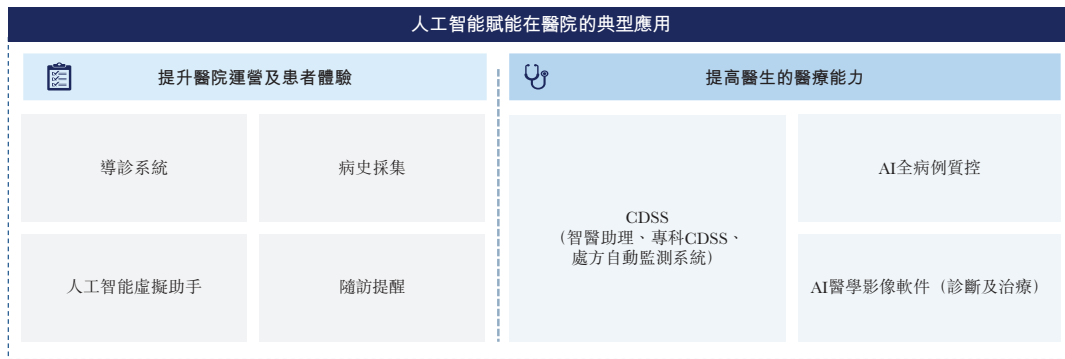 人工智能賦能在醫院的典型應用
提升醫院運營及患者體驗
提高醫生的醫療能力
導診系統
病史採集
人工智能虛擬助手
隨訪提醒
CDSS
（智醫助理、專科CDSS、
處方自動監測系統）
AI全病例質控
AI醫學影像軟件（診斷及治療）